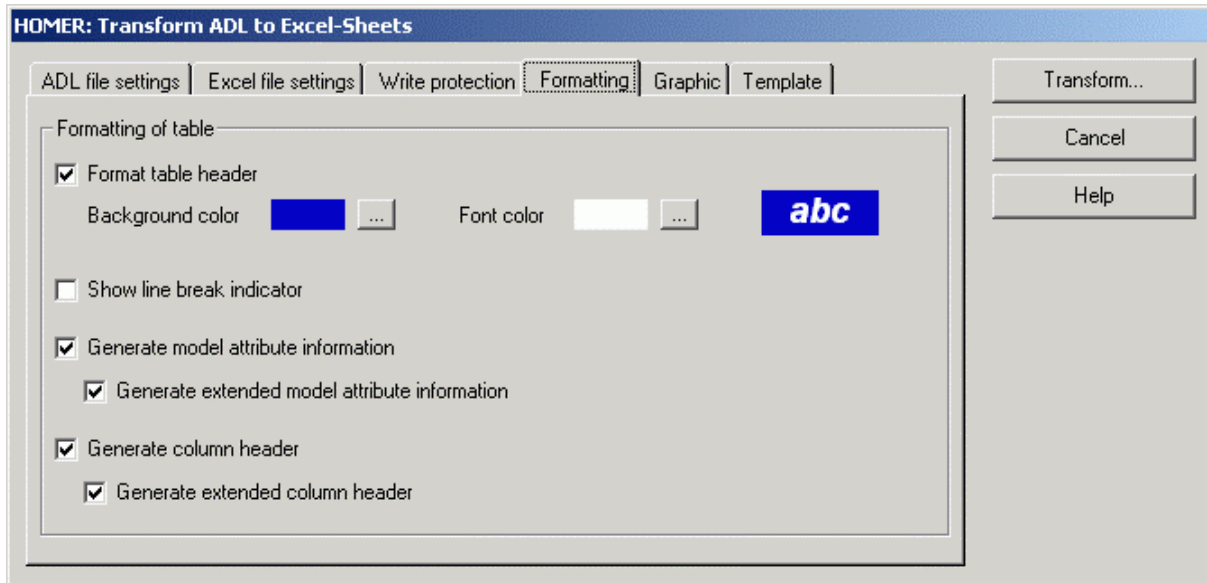 HOMER: Transform ADL to Excel-Sheets
ADL file settings Excel file settings Write protection Formatting Graphic Template
Transform...
Cancel
Help
Formatting of table
Format table header
Background color ... Font color ... abc
Show line break indicator
Generate model attribute information
Generate extended model attribute information
Generate column header
Generate extended column header